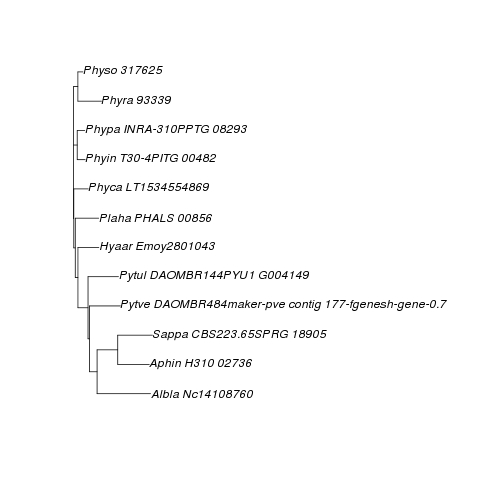 Physo 317625
Phyra 93339
Phypa INRA-310PPTG 08293
Phyin T30-4PITG 00482
Phyca LT1534554869
Plaha PHALS 00856
Hyaar Emoy2801043
Pytul DAOMBR144PYU1 G004149
Pytve DAOMBR484maker-pve contig 177-fgenesh-gene-0.7
Sappa CBS223.65SPRG 18905
Aphin H310 02736
Albla Nc14108760